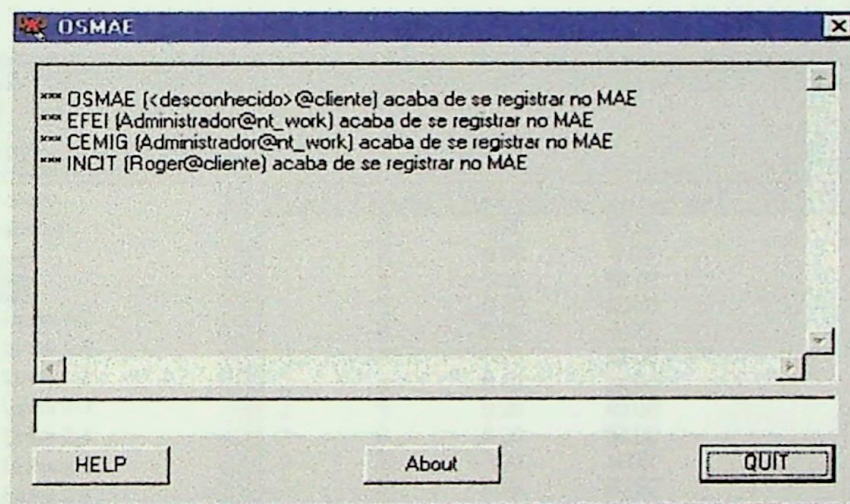 OSMAE
*** OSMAE (<desconhecido>@cliente) acaba de se registrar no MAE
*** EFEI (Administrador@nt_work) acaba de se registrar no MAE
*** CEMIG (Administrador@nt_work) acaba de se registrar no MAE
*** INCIT (Roger@cliente) acaba de se registrar no MAE
HELP About QUIT